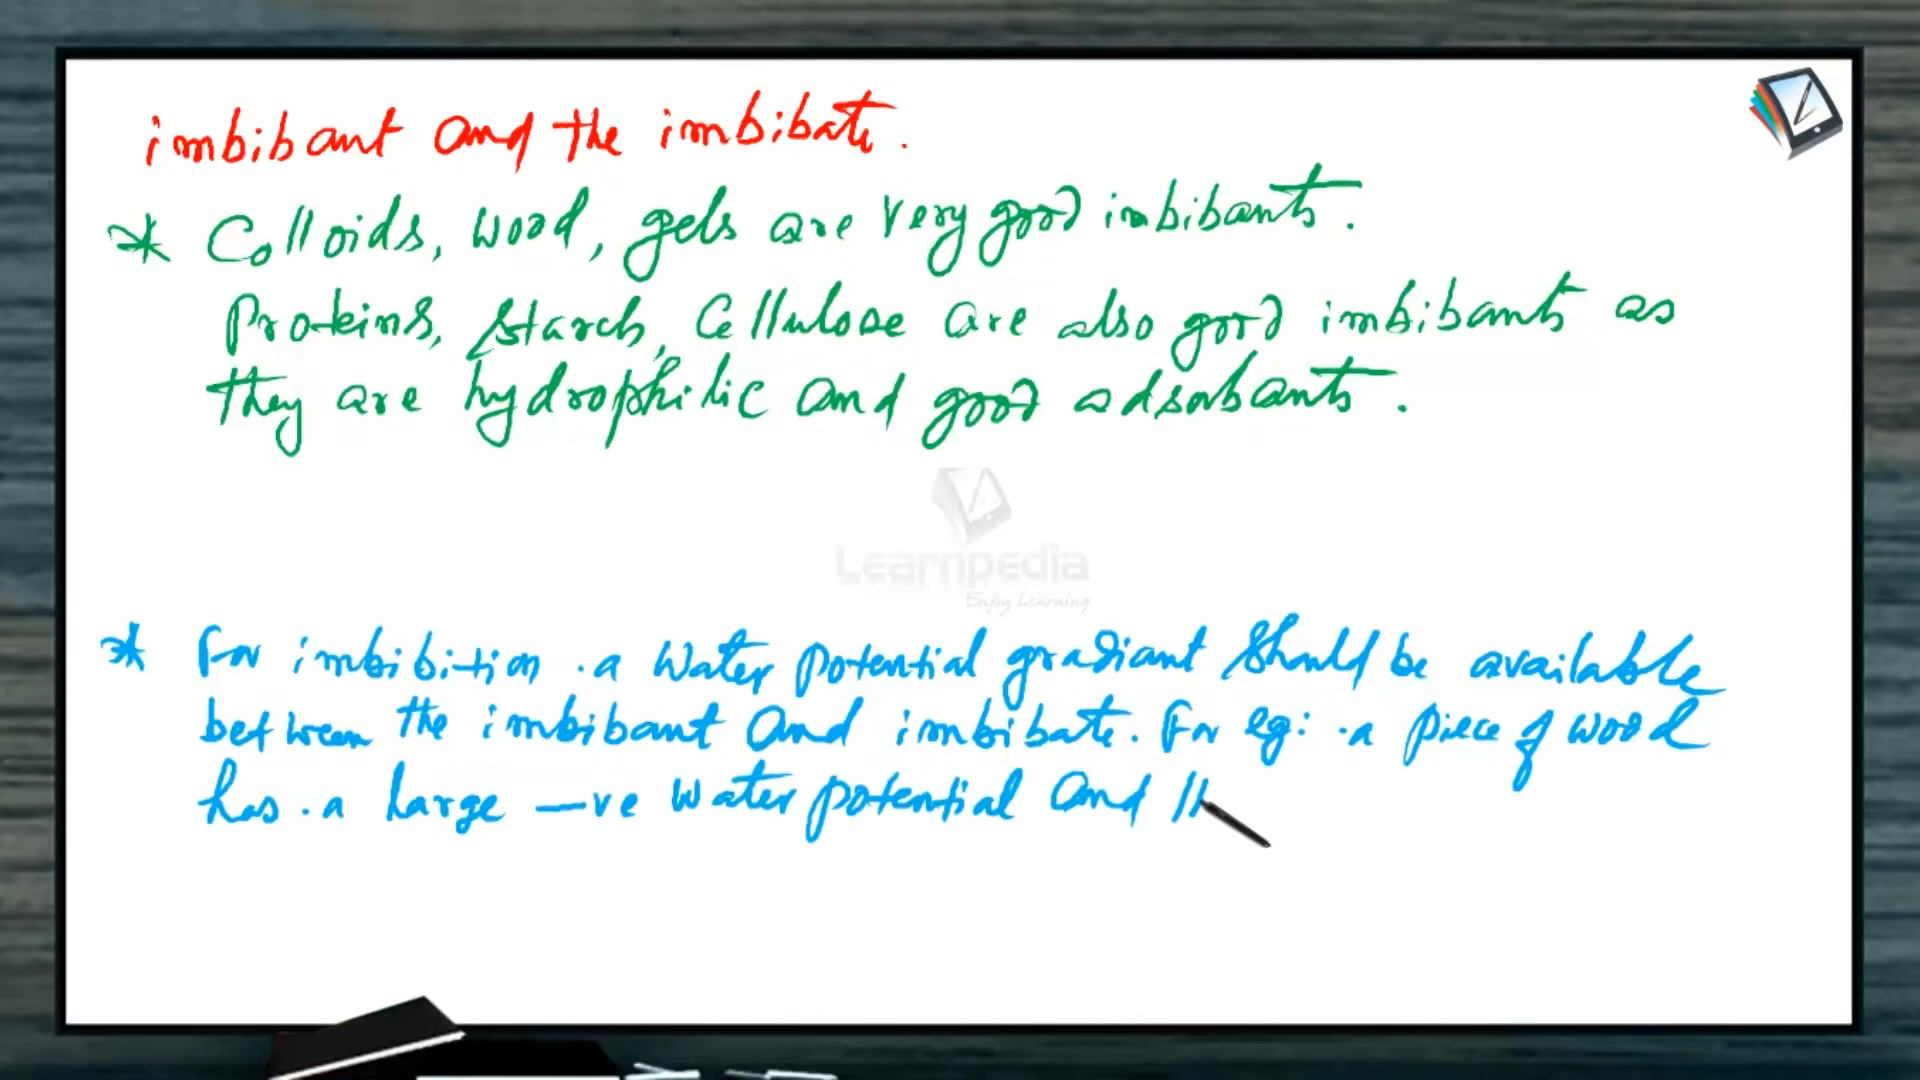 imbibant and the imbibate.
* Colloids, wood, gels are very good imbibants.
Proteins, starch, Cellulose are also good imbibants as
they are hydrophilic and good adsorbants.
Learnpedia
Enjoy Learning
* For imbibition a water potential gradiant should be available
between the imbibant and imbibate. For eg: a piece of wood
has a large -ve water potential and